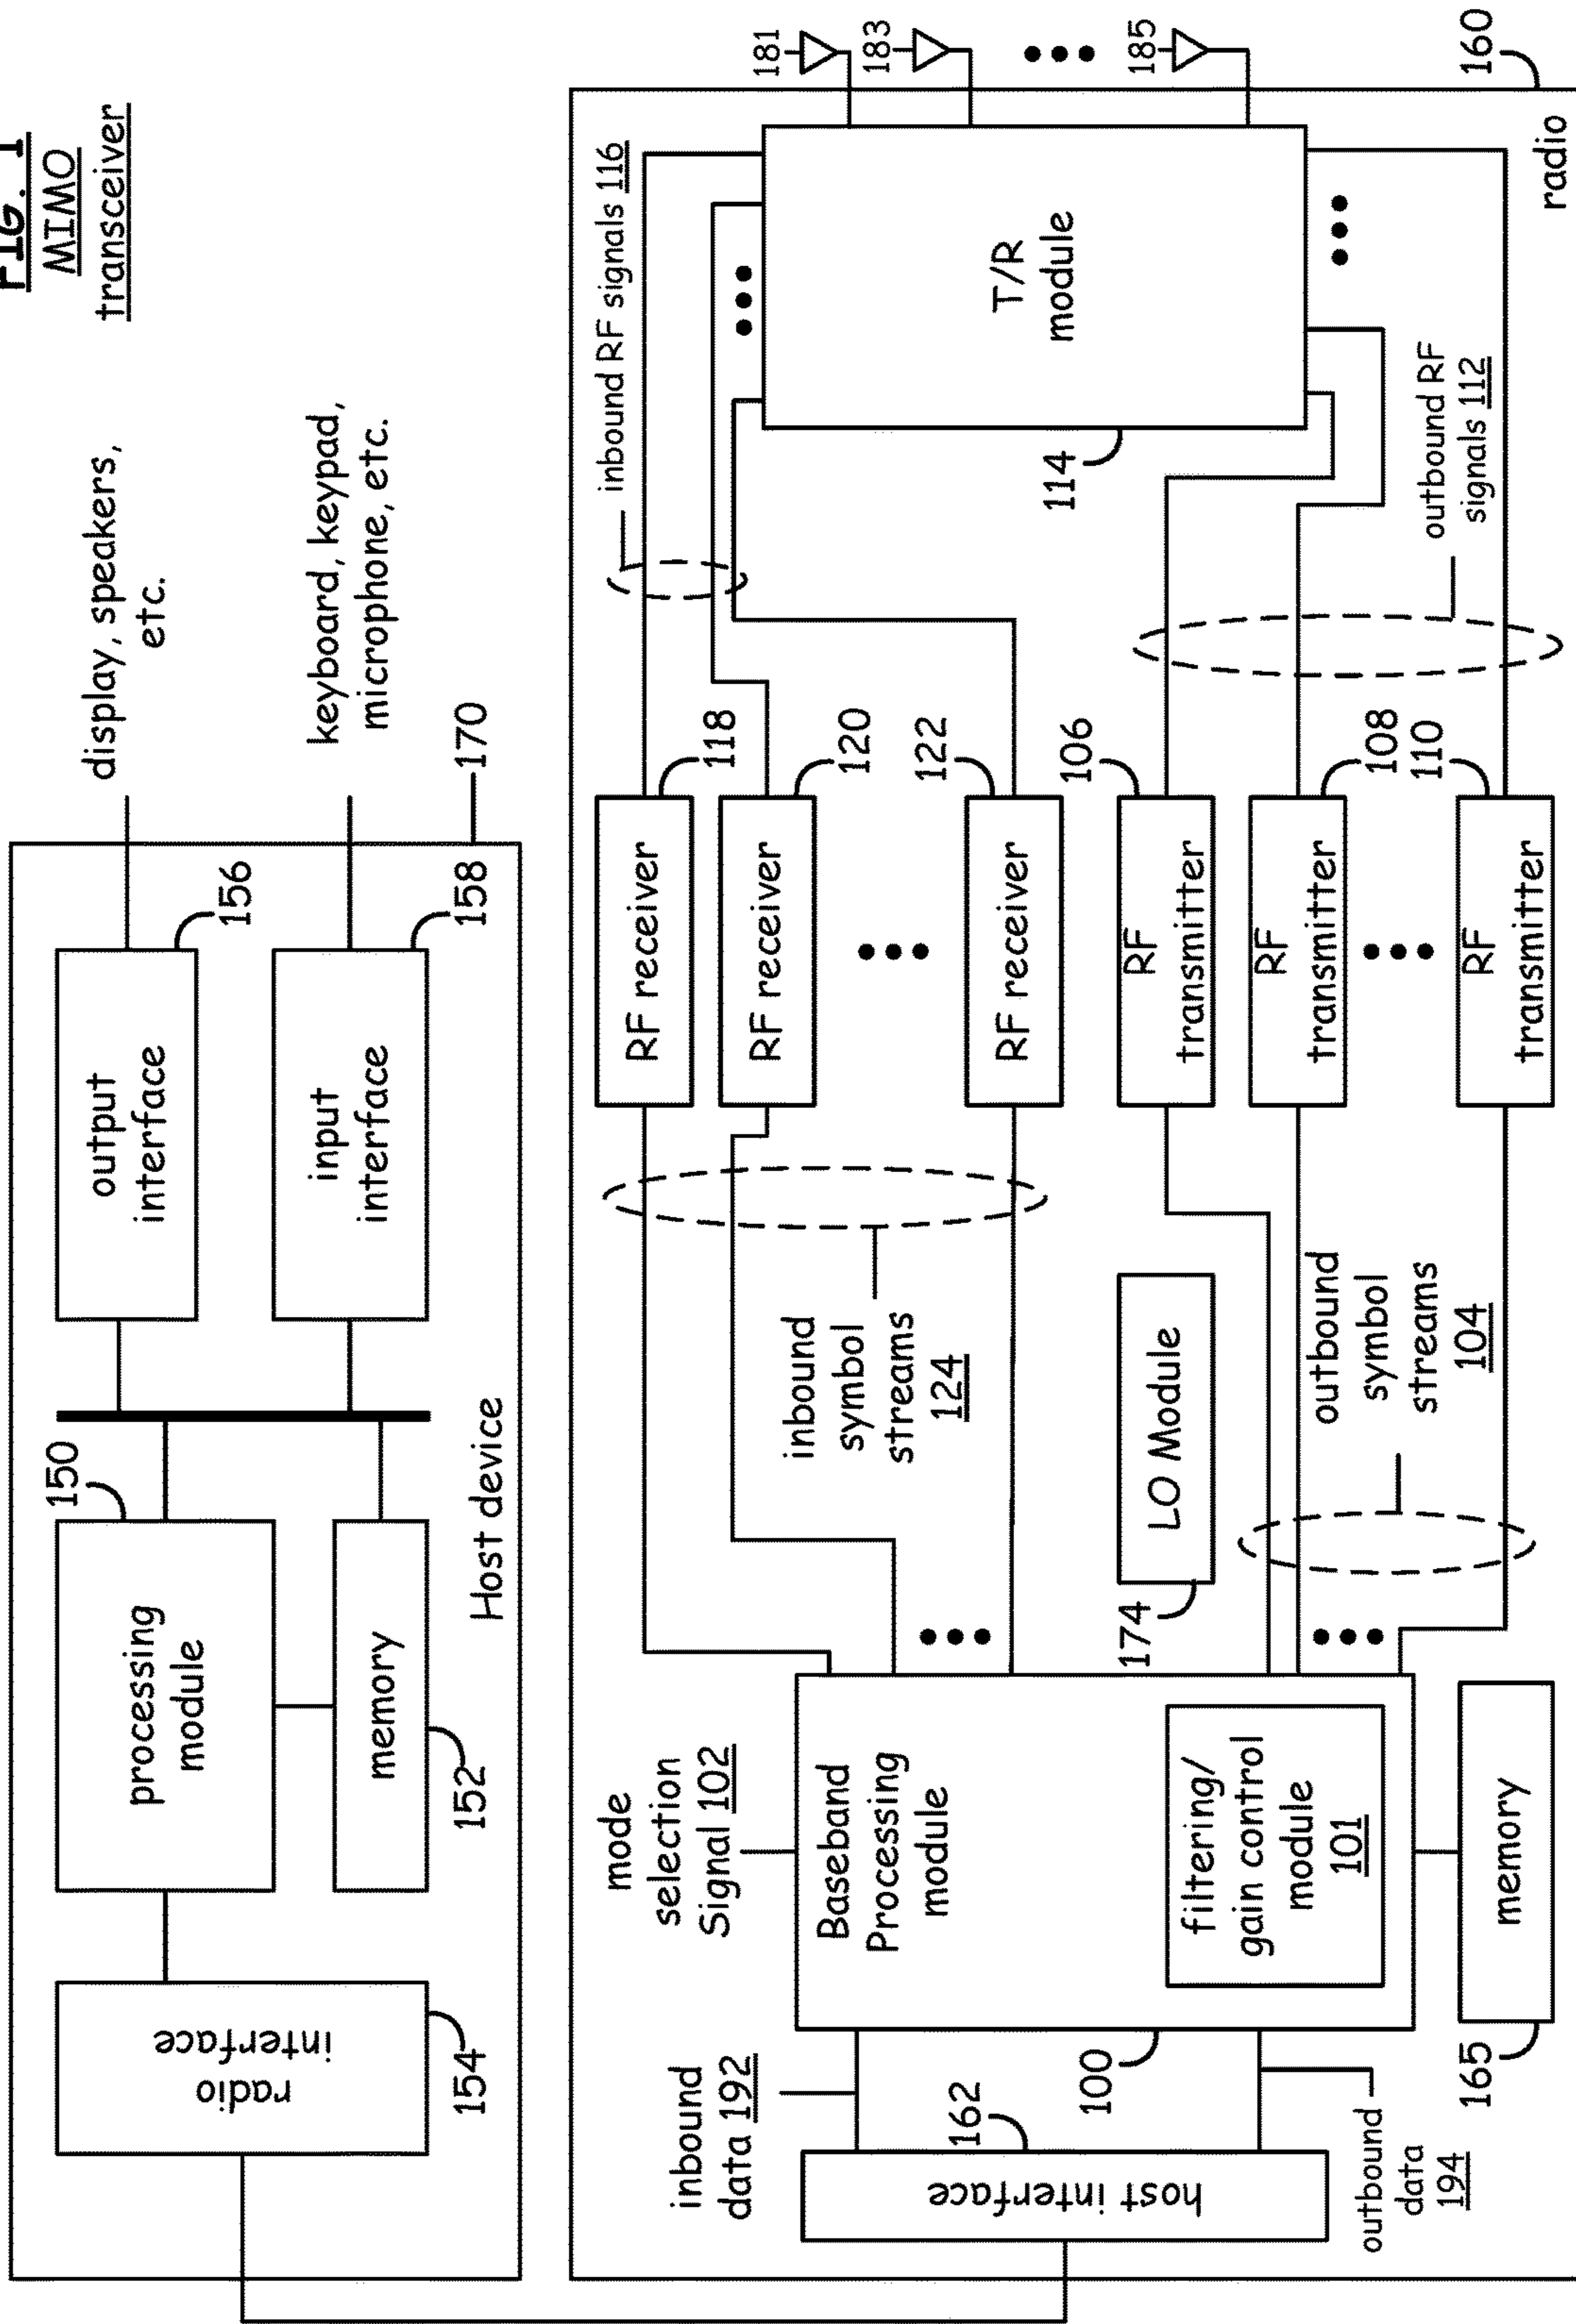 FIG. 1
MIMO
transceiver
display, speakers,
etc.
keyboard, keypad,
microphone, etc.
170
radio
interface
154
processing
module
150
memory
152
output
interface
156
input
interface
158
Host device
inbound
data 192
host interface
162
outbound
data
194
mode
selection
Signal 102
Baseband
Processing
module
100
filtering/
gain control
module
101
memory
165
inbound
symbol
streams
124
LO Module
174
outbound
symbol
streams
104
RF receiver
118
RF receiver
120
RF receiver
122
RF
transmitter
106
RF
transmitter
108
RF
transmitter
110
inbound RF signals 116
outbound RF
signals 112
T/R
module
114
181
183
185
radio
160